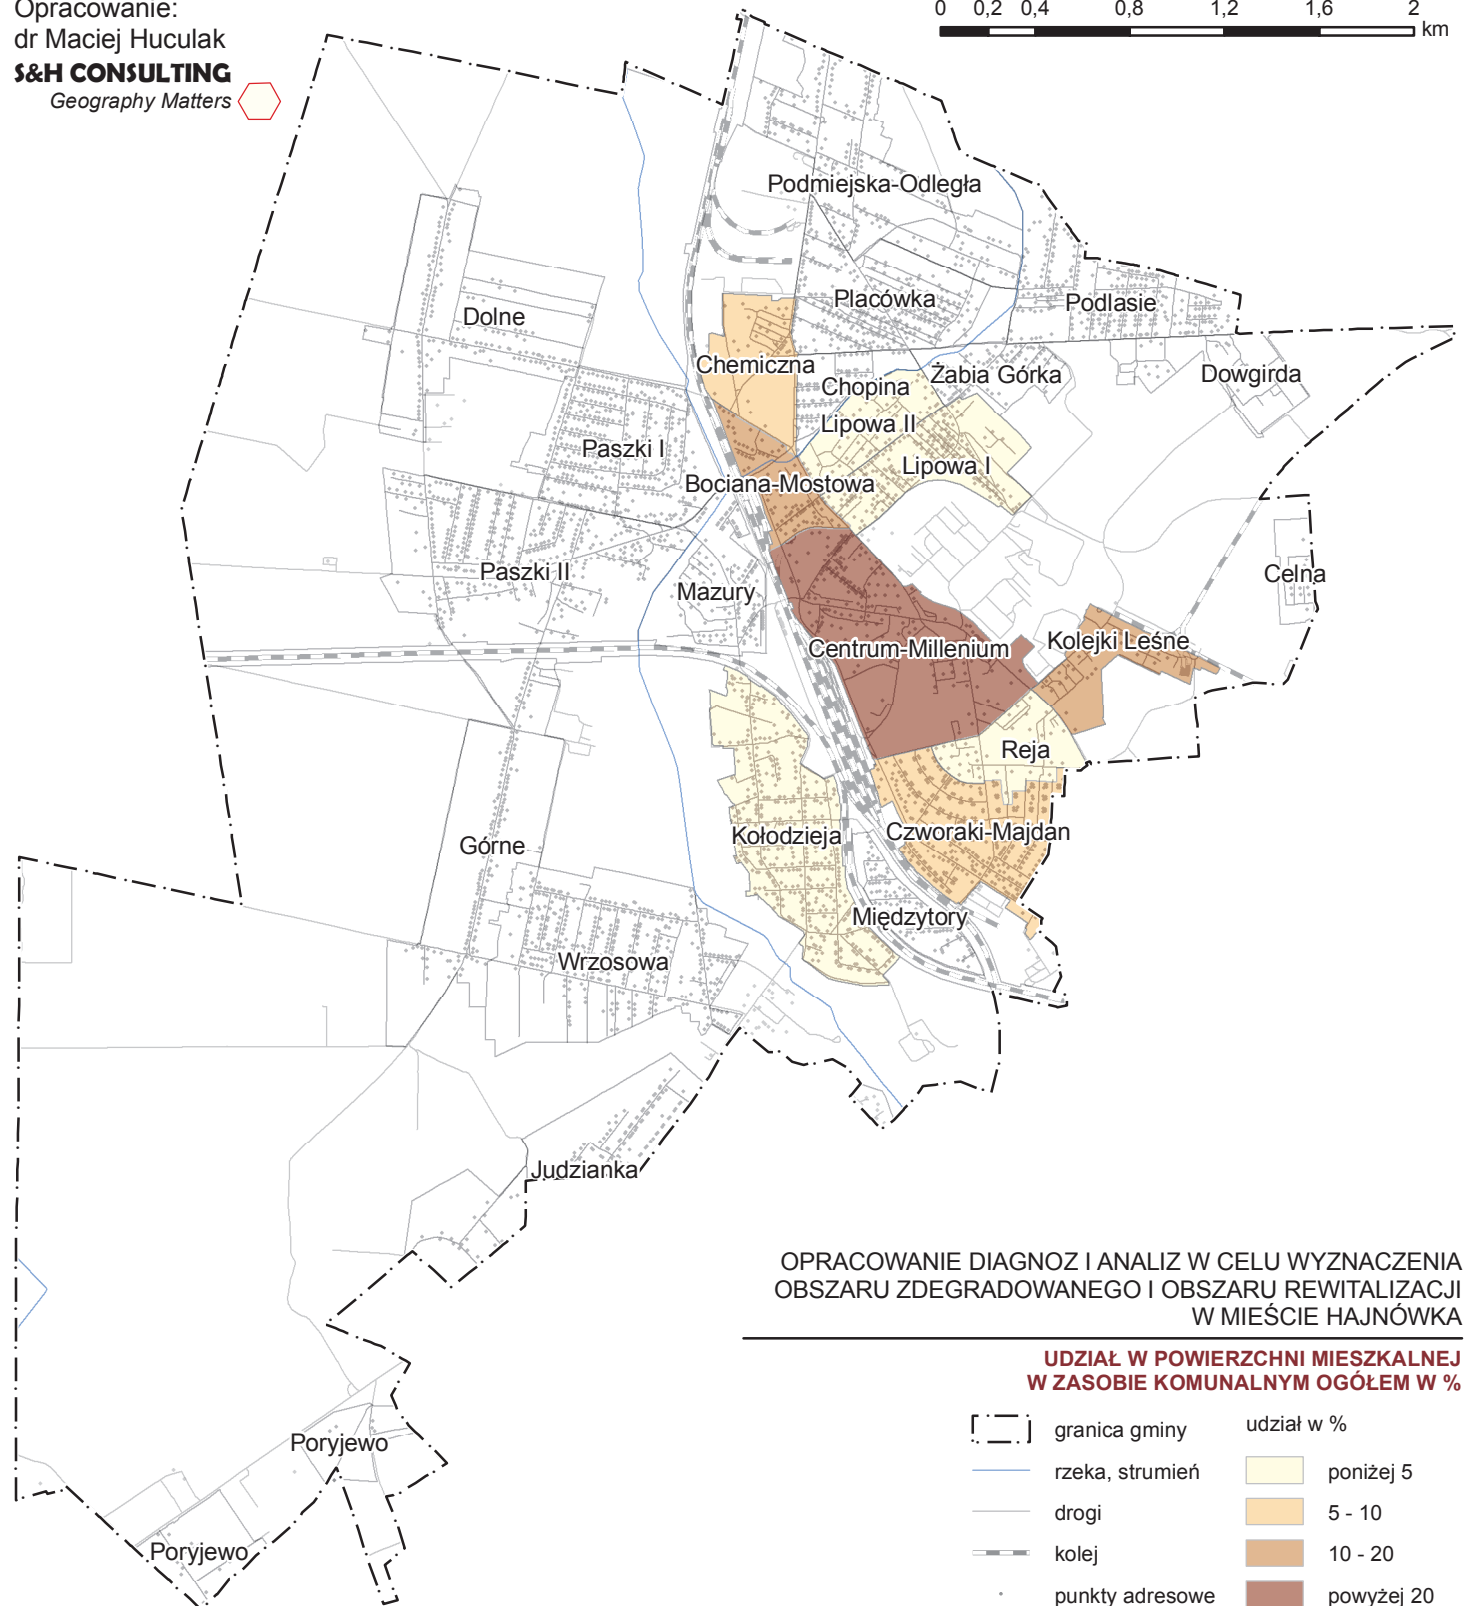 Opracowanie:
dr Maciej Huculak
S&H CONSULTING
Geography Matters
0 0,2 0,4 0,8 1,2 1,6 2
km
Podmiejska-Odległa
Placówka
Podlasie
Dolne
Chemiczna
Chopina
Żabia Górka
Dowgirda
Lipowa II
Paszki I
Lipowa I
Bociana-Mostowa
Paszki II
Mazury
Celna
Centrum-Millenium
Kolejki Leśne
Reja
Kołodzieja
Czworaki-Majdan
Górne
Międzytory
Wrzosowa
Judzianka
Poryjewo
Poryjewo
OPRACOWANIE DIAGNOZ I ANALIZ W CELU WYZNACZENIA
OBSZARU ZDEGRADOWANEGO I OBSZARU REWITALIZACJI
W MIEŚCIE HAJNÓWKA
UDZIAŁ W POWIERZCHNI MIESZKALNEJ
W ZASOBIE KOMUNALNYM OGÓŁEM W %
granica gminy
rzeka, strumień
drogi
kolej
punkty adresowe
udział w %
poniżej 5
5 - 10
10 - 20
powyżej 20